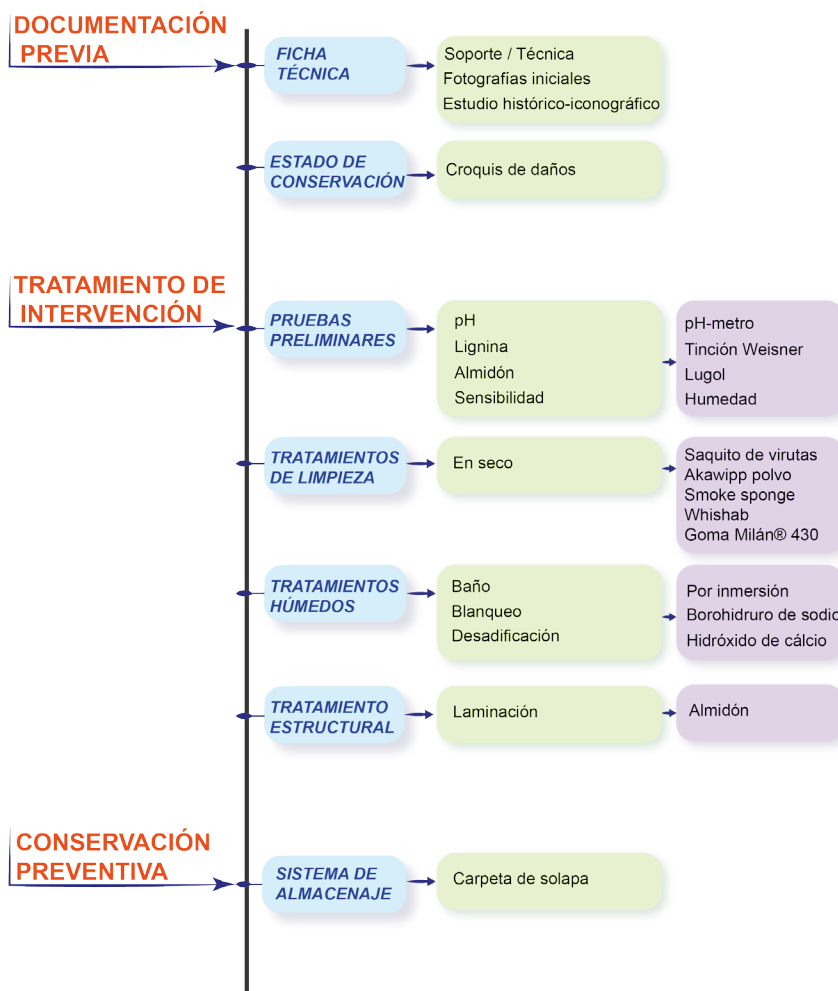 DOCUMENTACIÓN
PREVIA
FICHA
TÉCNICA
Soporte / Técnica
Fotografías iniciales
Estudio histórico-iconográfico
ESTADO DE
CONSERVACIÓN
Croquis de daños
TRATAMIENTO DE
INTERVENCIÓN
PRUEBAS
PRELIMINARES
pH
Lignina
Almidón
Sensibilidad
pH-metro
Tinción Weisner
Lugol
Humedad
TRATAMIENTOS
DE LIMPIEZA
En seco
Saquito de virutas
Akawipp polvo
Smoke sponge
Whishab
Goma Milán® 430
TRATAMIENTOS
HÚMEDOS
Baño
Blanqueo
Desadificación
Por inmersión
Borohidruro de sodio
Hidróxido de cálcio
TRATAMIENTO
ESTRUCTURAL
Laminación
Almidón
CONSERVACIÓN
PREVENTIVA
SISTEMA DE
ALMACENAJE
Carpeta de solapa